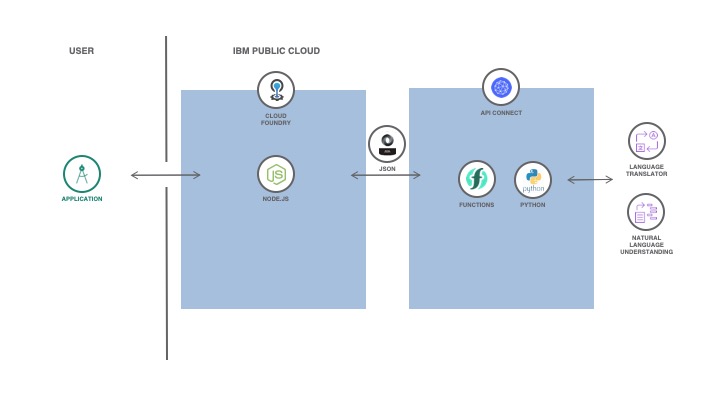 USER
IBM PUBLIC CLOUD
CLOUD
FOUNDRY
API CONNECT
JSON
JS
python
A
APPLICATION
NODE.JS
FUNCTIONS
PYTHON
LANGUAGE
TRANSLATOR
NATURAL
LANGUAGE
UNDERSTANDING